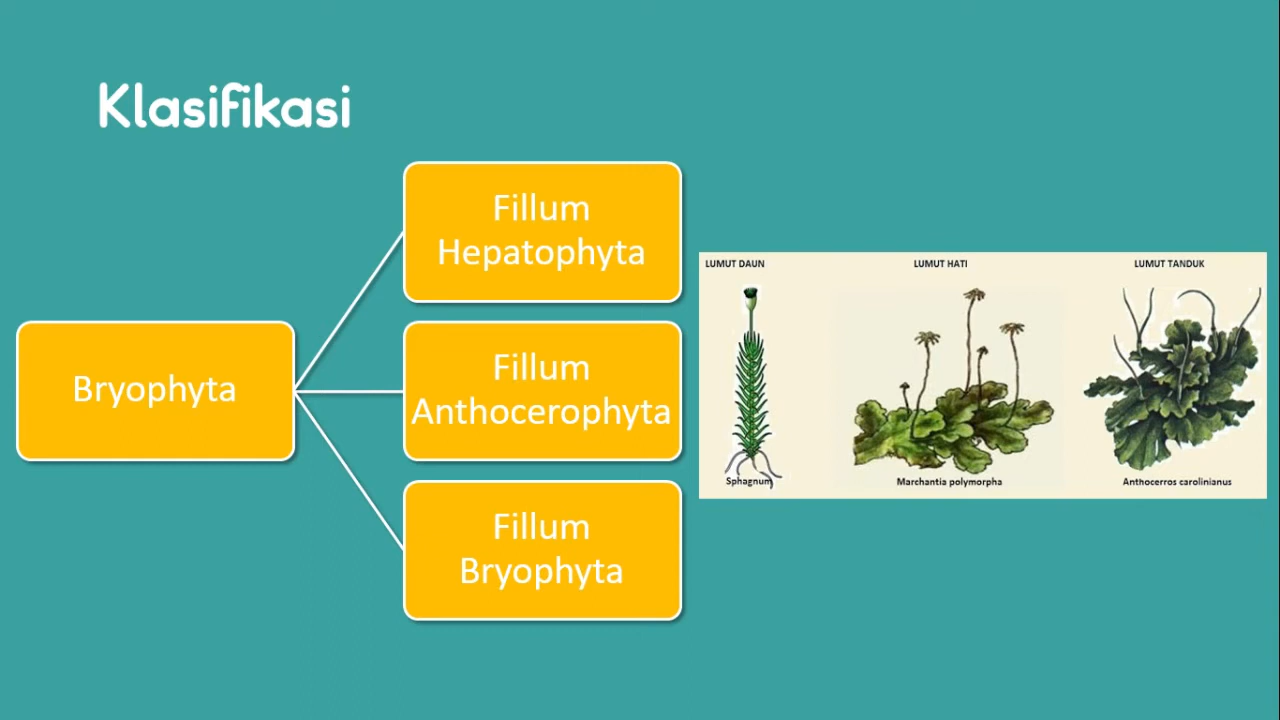 Klasifikasi
Bryophyta
Fillum
Hepatophyta
Fillum
Anthocerophyta
Fillum
Bryophyta
LUMUT DAUN
LUMUT HATI
LUMUT TANDUK
Sphagnum
Marchantia polymorpha
Anthocerros carolinianus